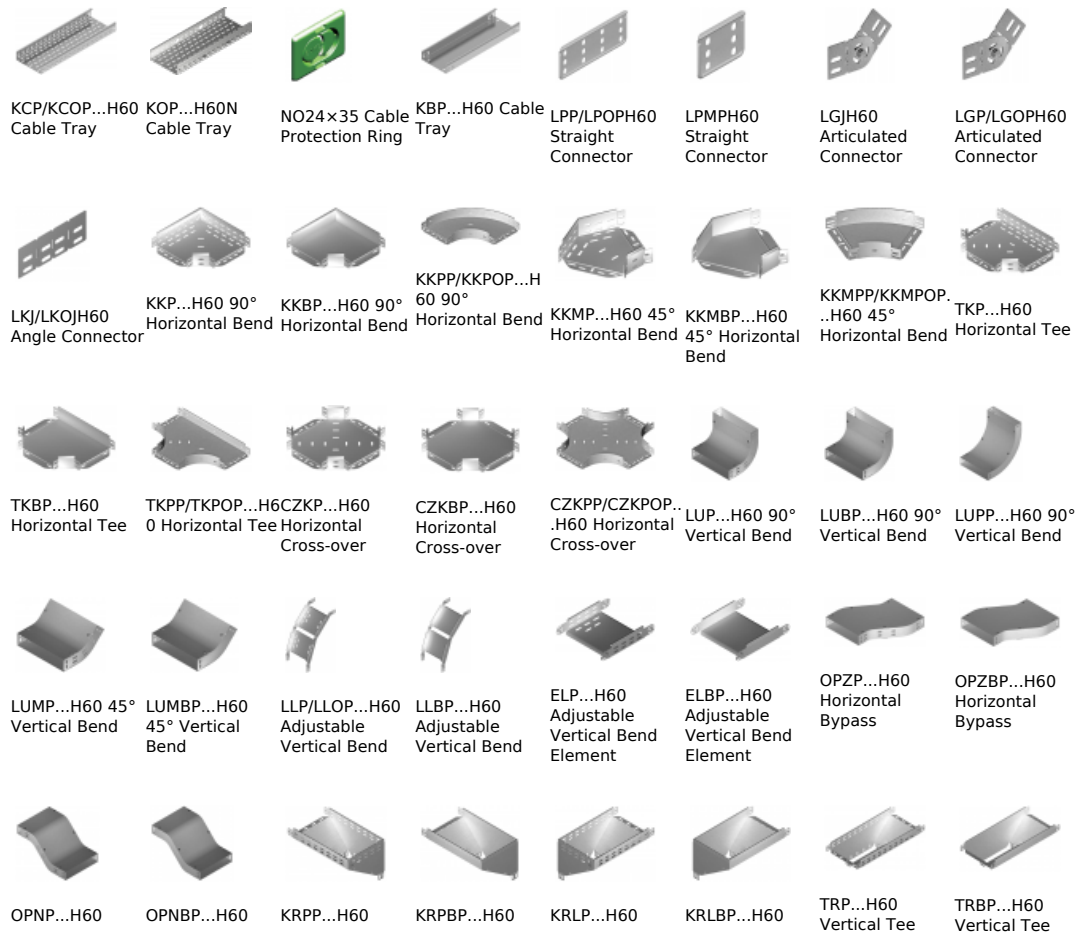 KCP/KCOP...H60
Cable Tray
KOP...H60N
Cable Tray
NO24×35 Cable
Protection Ring
KBP...H60 Cable
Tray
LPP/LPOPH60
Straight
Connector
LPMPH60
Straight
Connector
LGJH60
Articulated
Connector
LGP/LGOPH60
Articulated
Connector
LKJ/LKOJH60
Angle Connector
KKP...H60 90°
Horizontal Bend
KKBP...H60 90°
Horizontal Bend
KKPP/KKPOP...H
60 90°
Horizontal Bend
KKMP...H60 45°
Horizontal Bend
KKMBP...H60
45° Horizontal
Bend
KKMPP/KKMPOP.
..H60 45°
Horizontal Bend
TKP...H60
Horizontal Tee
TKBP...H60
Horizontal Tee
TKPP/TKPOP...H6
0 Horizontal Tee
CZKP...H60
Horizontal
Cross-over
CZKBP...H60
Horizontal
Cross-over
CZKPP/CZKPOP..
.H60 Horizontal
Cross-over
LUP...H60 90°
Vertical Bend
LUBP...H60 90°
Vertical Bend
LUPP...H60 90°
Vertical Bend
LUMP...H60 45°
Vertical Bend
LUMBP...H60
45° Vertical
Bend
LLP/LLOP...H60
Adjustable
Vertical Bend
LLBP...H60
Adjustable
Vertical Bend
ELP...H60
Adjustable
Vertical Bend
Element
ELBP...H60
Adjustable
Vertical Bend
Element
OPZP...H60
Horizontal
Bypass
OPZBP...H60
Horizontal
Bypass
OPNP...H60
OPNBP...H60
KRPP...H60
KRPBP...H60
KRLP...H60
KRLBP...H60
TRP...H60
Vertical Tee
TRBP...H60
Vertical Tee